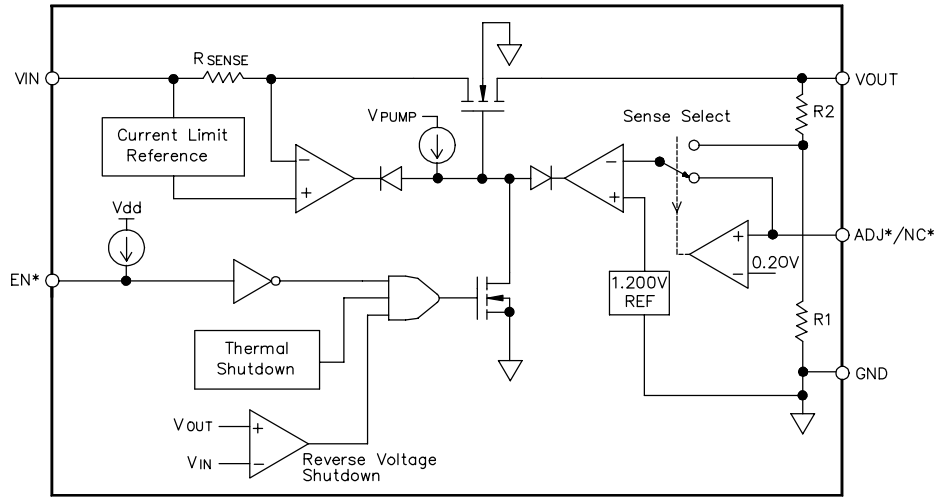 VIN
RSENSE
VOUT
Current Limit
Reference
VPUMP
Sense Select
R2
−
+
−
+
Vdd
ADJ*/NC*
+
0.20V
−
EN*
1.200V
REF
R1
Thermal
Shutdown
GND
VOUT
+
VIN
−
Reverse Voltage
Shutdown